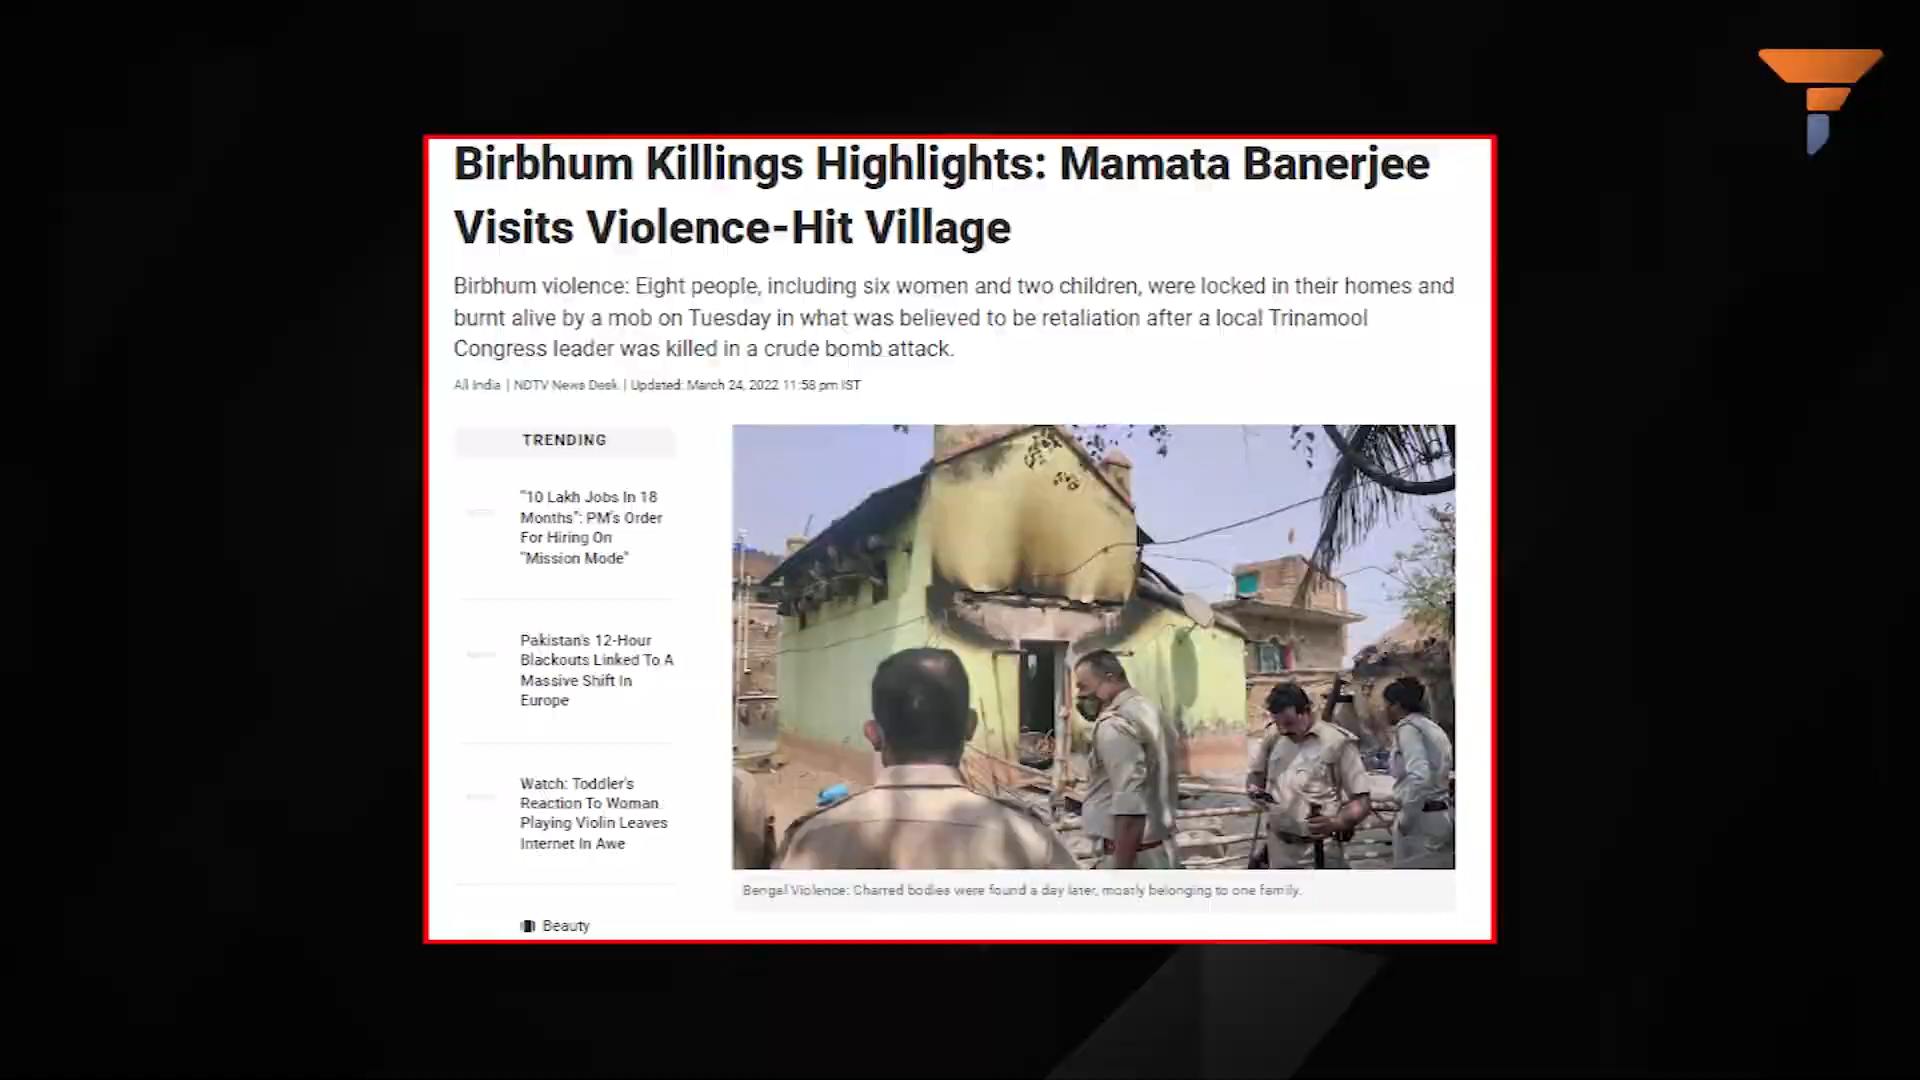 Birbhum Killings Highlights: Mamata Banerjee
Visits Violence-Hit Village
Birbhum violence: Eight people, including six women and two children, were locked in their homes and
burnt alive by a mob on Tuesday in what was believed to be retaliation after a local Trinamool
Congress leader was killed in a crude bomb attack.
All India | NDTV News Desk | Updated: March 24, 2022 11:58 pm IST
TRENDING
"10 Lakh Jobs In 18
Months": PM's Order
For Hiring On
"Mission Mode"
Pakistan's 12-Hour
Blackouts Linked To A
Massive Shift In
Europe
Watch: Toddler's
Reaction To Woman
Playing Violin Leaves
Internet In Awe
Beauty
Bengal Violence: Charred bodies were found a day later, mostly belonging to one family.